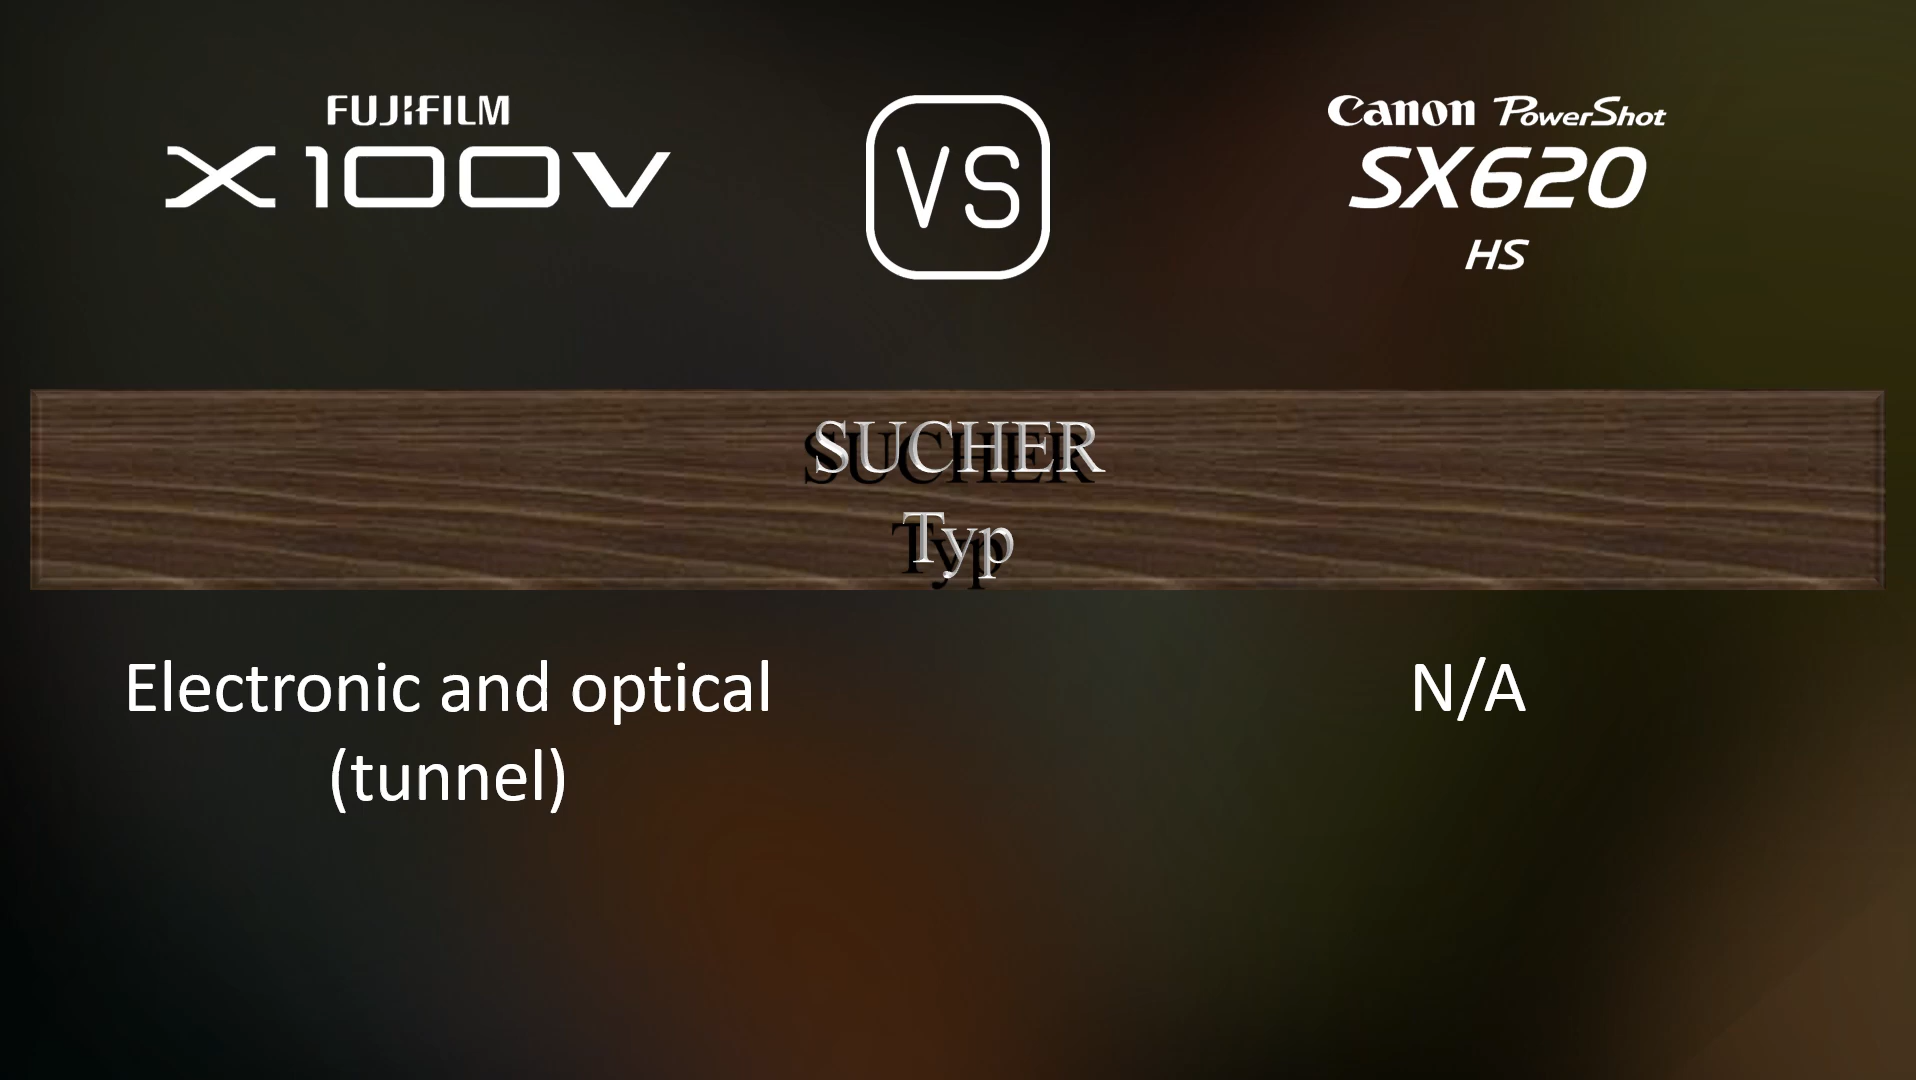 FUJIFILM
X100V
VS
Canon PowerShot
SX620
HS
SUCHER
Typ
Electronic and optical
(tunnel)
N/A